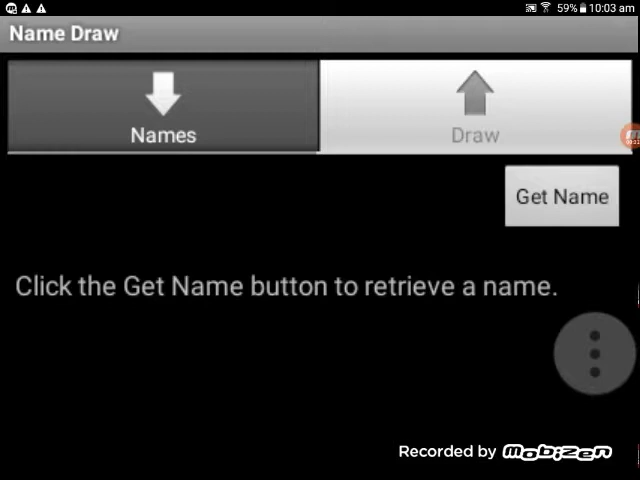 59% 10:03 am
Name Draw
Names
Draw
Get Name
Click the Get Name button to retrieve a name.
Recorded by mobizen